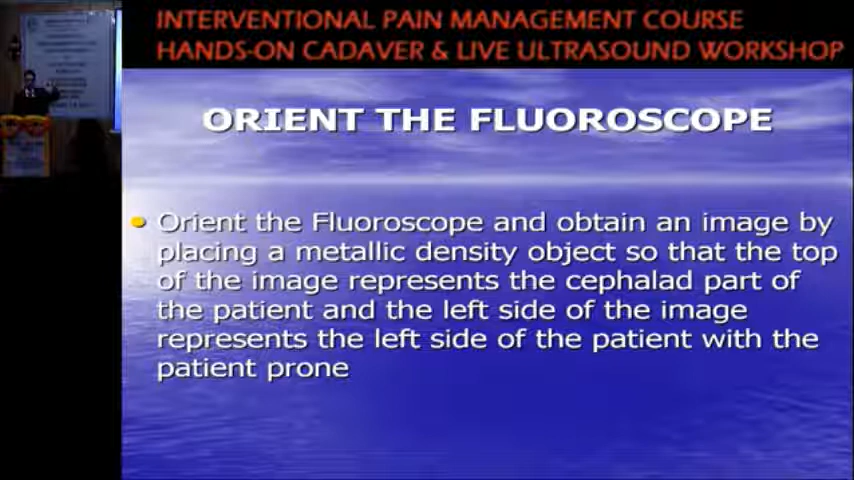 INTERVENTIONAL PAIN MANAGEMENT COURSE
HANDS-ON CADAVER & LIVE ULTRASOUND WORKSHOP
ORIENT THE FLUOROSCOPE
Orient the Fluoroscope and obtain an image by
placing a metallic density object so that the top
of the image represents the cephalad part of
the patient and the left side of the image
represents the left side of the patient with the
patient prone